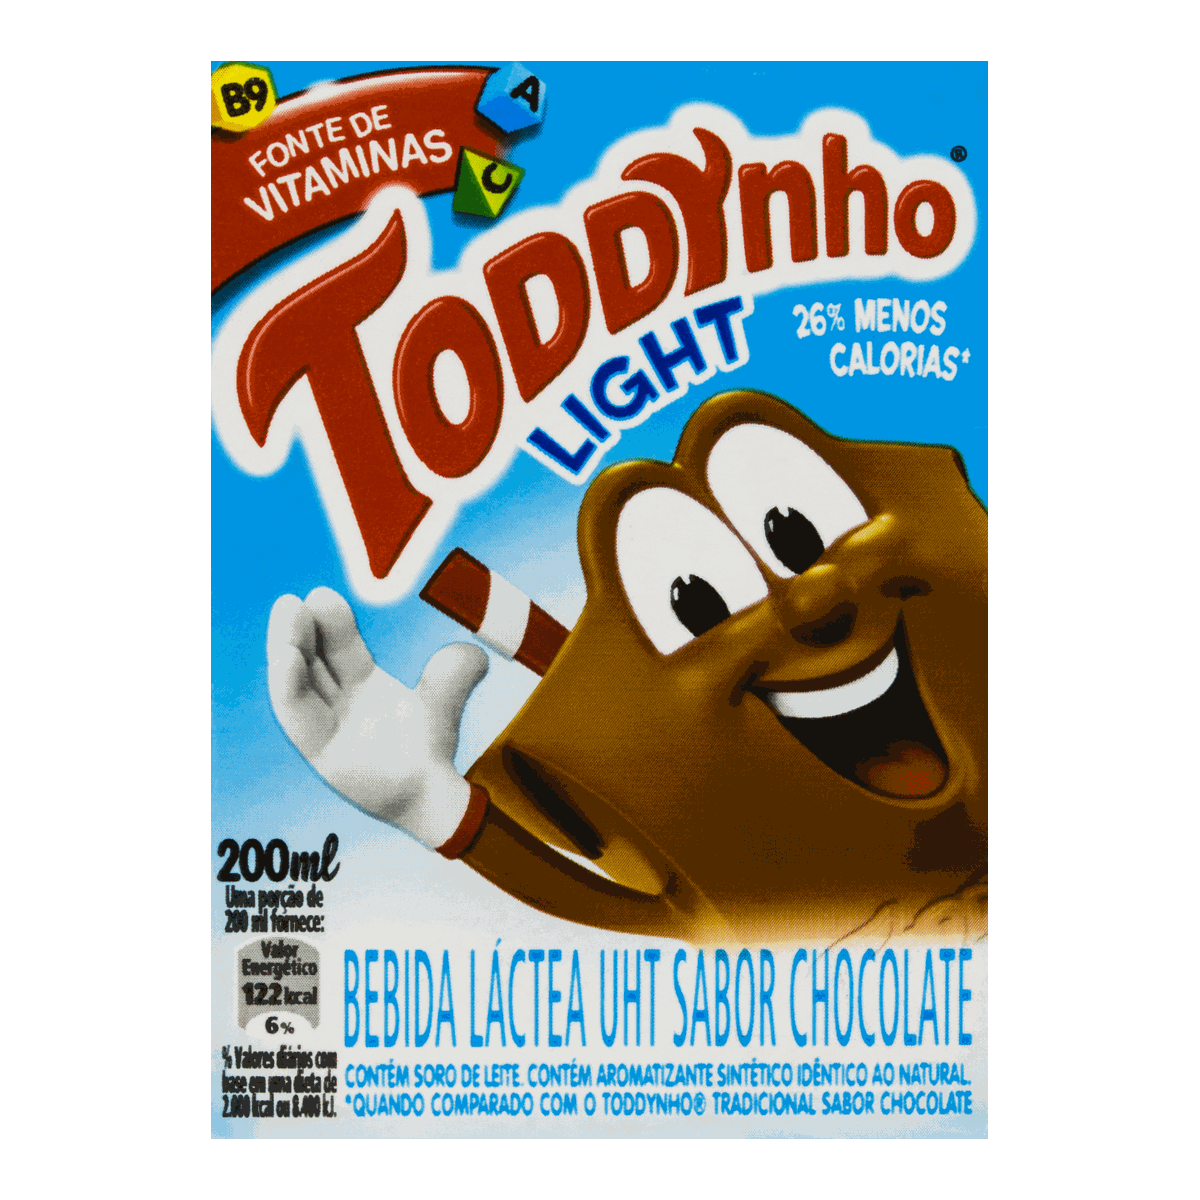 B9
A
FONTE DE
VITAMINAS
C
TODDYnho®
LIGHT
26% MENOS
CALORIAS*
200ml
Uma porção de
200 ml fornece:
Valor
Energético
122 kcal
6%
% Valores diários com
base em uma dieta de
2.000 kcal ou 8.400 kJ.
BEBIDA LÁCTEA UHT SABOR CHOCOLATE
CONTÉM SORO DE LEITE. CONTÉM AROMATIZANTE SINTÉTICO IDÊNTICO AO NATURAL.
*QUANDO COMPARADO COM O TODDYNHO® TRADICIONAL SABOR CHOCOLATE